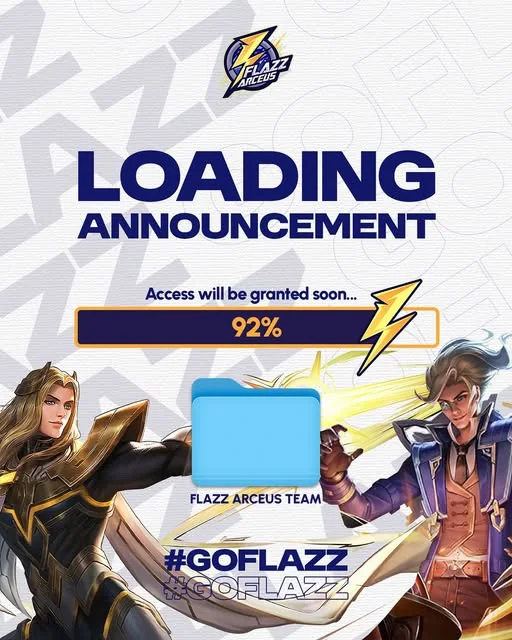 FLAZZ
ARCEUS
LOADING
ANNOUNCEMENT
Access will be granted soon...
92%
FLAZZ ARCEUS TEAM
#GOFLAZZ
#GOFLAZZ